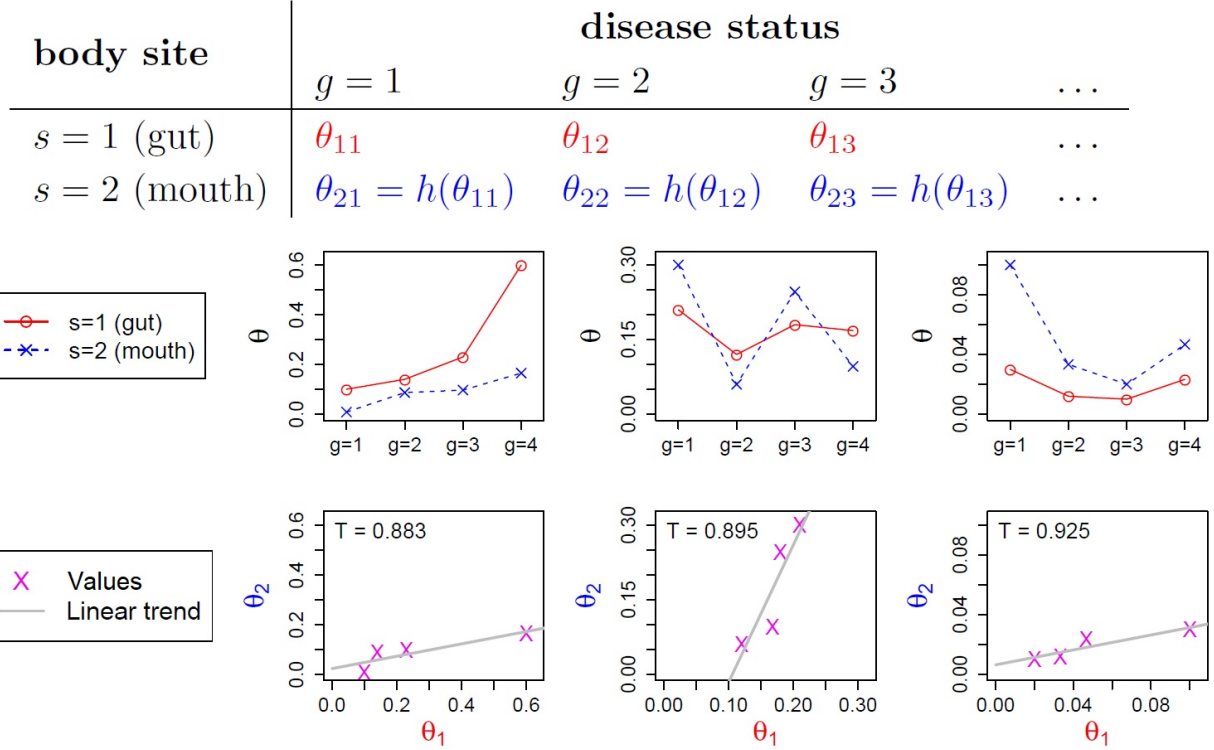 disease status
body site
g = 1 g = 2 g = 3 ...
s = 1 (gut) θ11 θ12 θ13 ...
s = 2 (mouth) θ21 = h(θ11) θ22 = h(θ12) θ23 = h(θ13) ...
s=1 (gut)
s=2 (mouth)
θ
0.0 0.2 0.4 0.6
g=1 g=2 g=3 g=4
θ
0.00 0.15 0.30
g=1 g=2 g=3 g=4
θ
0.00 0.04 0.08
g=1 g=2 g=3 g=4
Values
Linear trend
T = 0.883
θ2
0.0 0.2 0.4 0.6
0.0 0.2 0.4 0.6
θ1
T = 0.895
θ2
0.00 0.15 0.30
0.00 0.10 0.20 0.30
θ1
T = 0.925
θ2
0.00 0.04 0.08
0.00 0.04 0.08
θ1